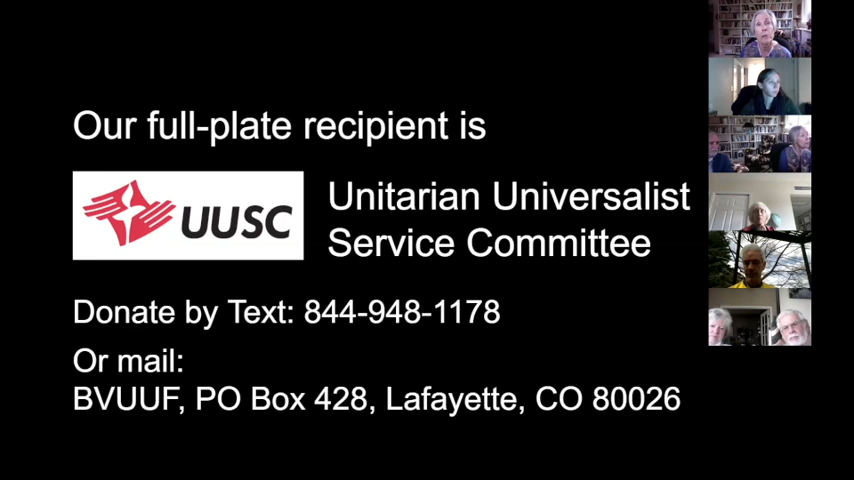 Our full-plate recipient is
UUSC
Unitarian Universalist
Service Committee
Donate by Text: 844-948-1178
Or mail:
BVUUF, PO Box 428, Lafayette, CO 80026